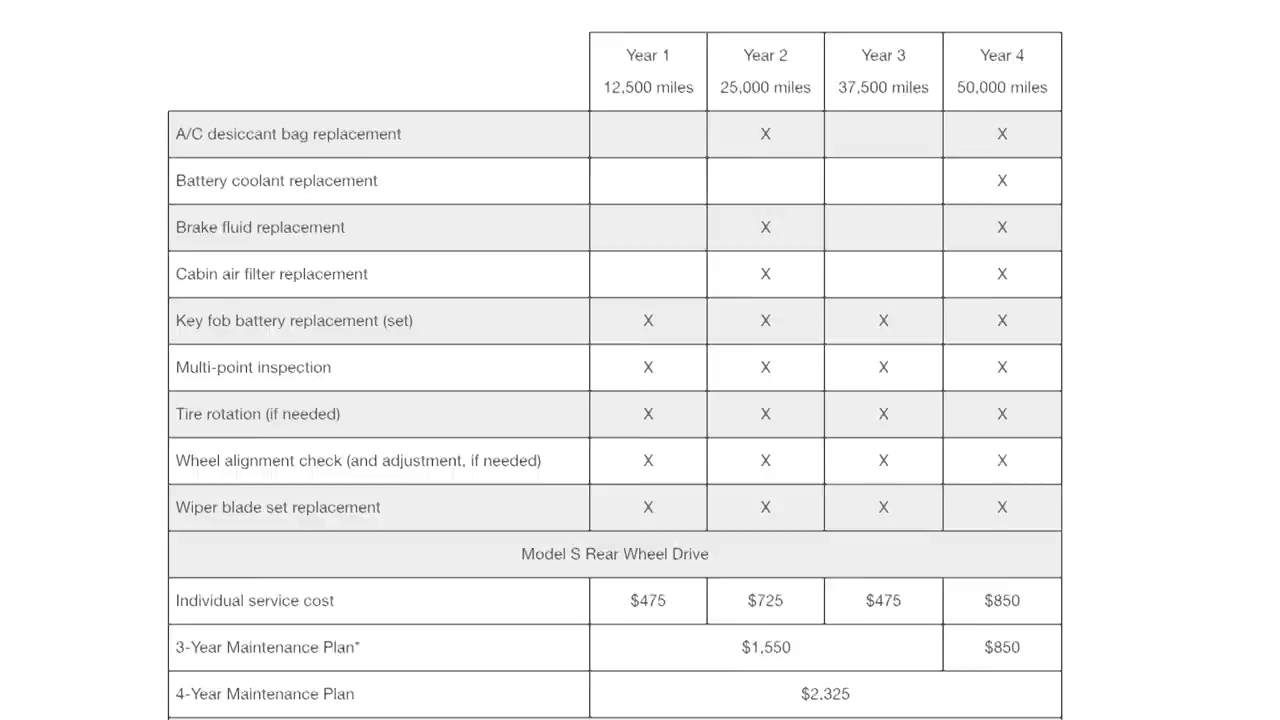 Year 1 Year 2 Year 3 Year 4
12,500 miles 25,000 miles 37,500 miles 50,000 miles
A/C desiccant bag replacement X X
Battery coolant replacement X
Brake fluid replacement X X
Cabin air filter replacement X X
Key fob battery replacement (set) X X X X
Multi-point inspection X X X X
Tire rotation (if needed) X X X X
Wheel alignment check (and adjustment, if needed) X X X X
Wiper blade set replacement X X X X
Model S Rear Wheel Drive
Individual service cost $475 $725 $475 $850
3-Year Maintenance Plan* $1,550 $850
4-Year Maintenance Plan $2,325